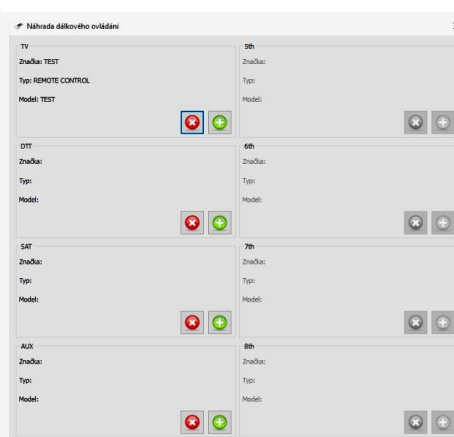 Náhrada dálkového ovládání
TV
Značka: TEST
Typ: REMOTE CONTROL
Model: TEST
5th
Značka:
Typ:
Model:
DTT
Značka:
Typ:
Model:
6th
Značka:
Typ:
Model:
SAT
Značka:
Typ:
Model:
7th
Značka:
Typ:
Model:
AUX
Značka:
Typ:
Model:
8th
Značka:
Typ:
Model: